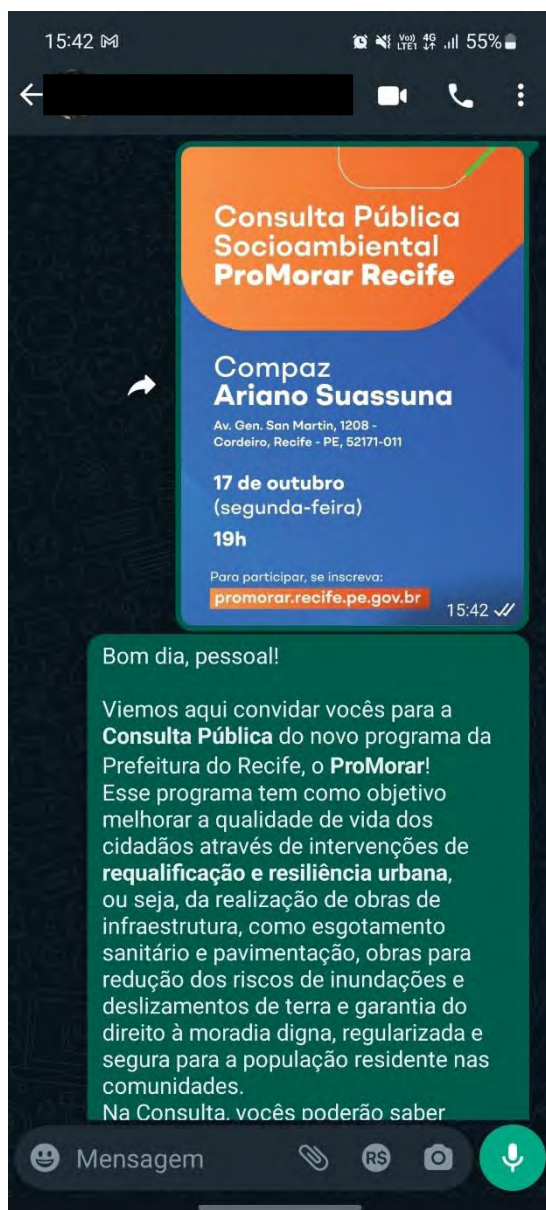 15:42
Vo))
LTE1
4G
55%
Consulta Pública
Socioambiental
ProMorar Recife
Compaz
Ariano Suassuna
Av. Gen. San Martin, 1208 -
Cordeiro, Recife - PE, 52171-011
17 de outubro
(segunda-feira)
19h
Para participar, se inscreva:
promorar.recife.pe.gov.br
15:42
Bom dia, pessoal!
Viemos aqui convidar vocês para a
Consulta Pública do novo programa da
Prefeitura do Recife, o ProMorar!
Esse programa tem como objetivo
melhorar a qualidade de vida dos
cidadãos através de intervenções de
requalificação e resiliência urbana,
ou seja, da realização de obras de
infraestrutura, como esgotamento
sanitário e pavimentação, obras para
redução dos riscos de inundações e
deslizamentos de terra e garantia do
direito à moradia digna, regularizada e
segura para a população residente nas
comunidades.
Na Consulta, vocês poderão saber
Mensagem
R$